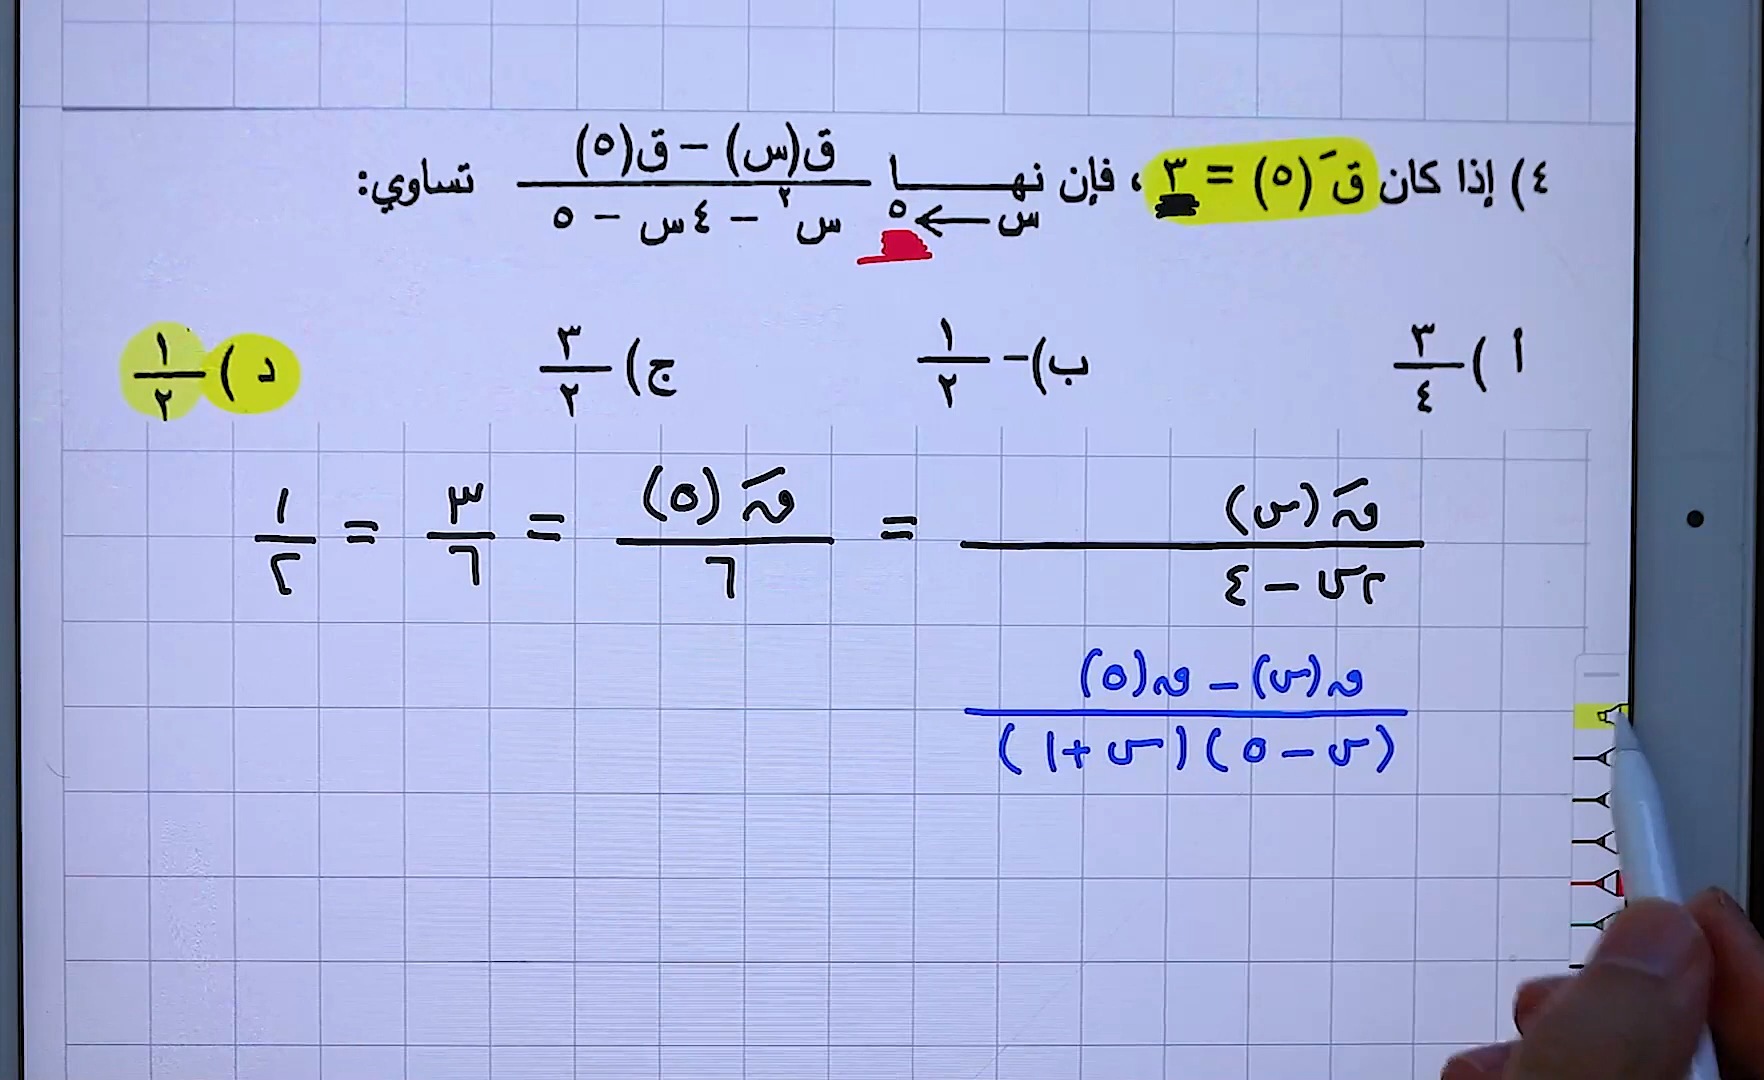 ٤) إذا كان قَ (٥) = ٣ ، فإن نهــا س ← ٥ (ق(س) – ق(٥)) / (س٢ – ٤س – ٥) تساوي:
أ ) ٣/٤ ب)– ١/٢ ج) ٣/٢ د ) ١/٢
قَ(س) / (٢س – ٤) = قَ(٥) / ٦ = ٣/٦ = ١/٢
ق(س) – ق(٥)
(س – ٥) (س + ١)